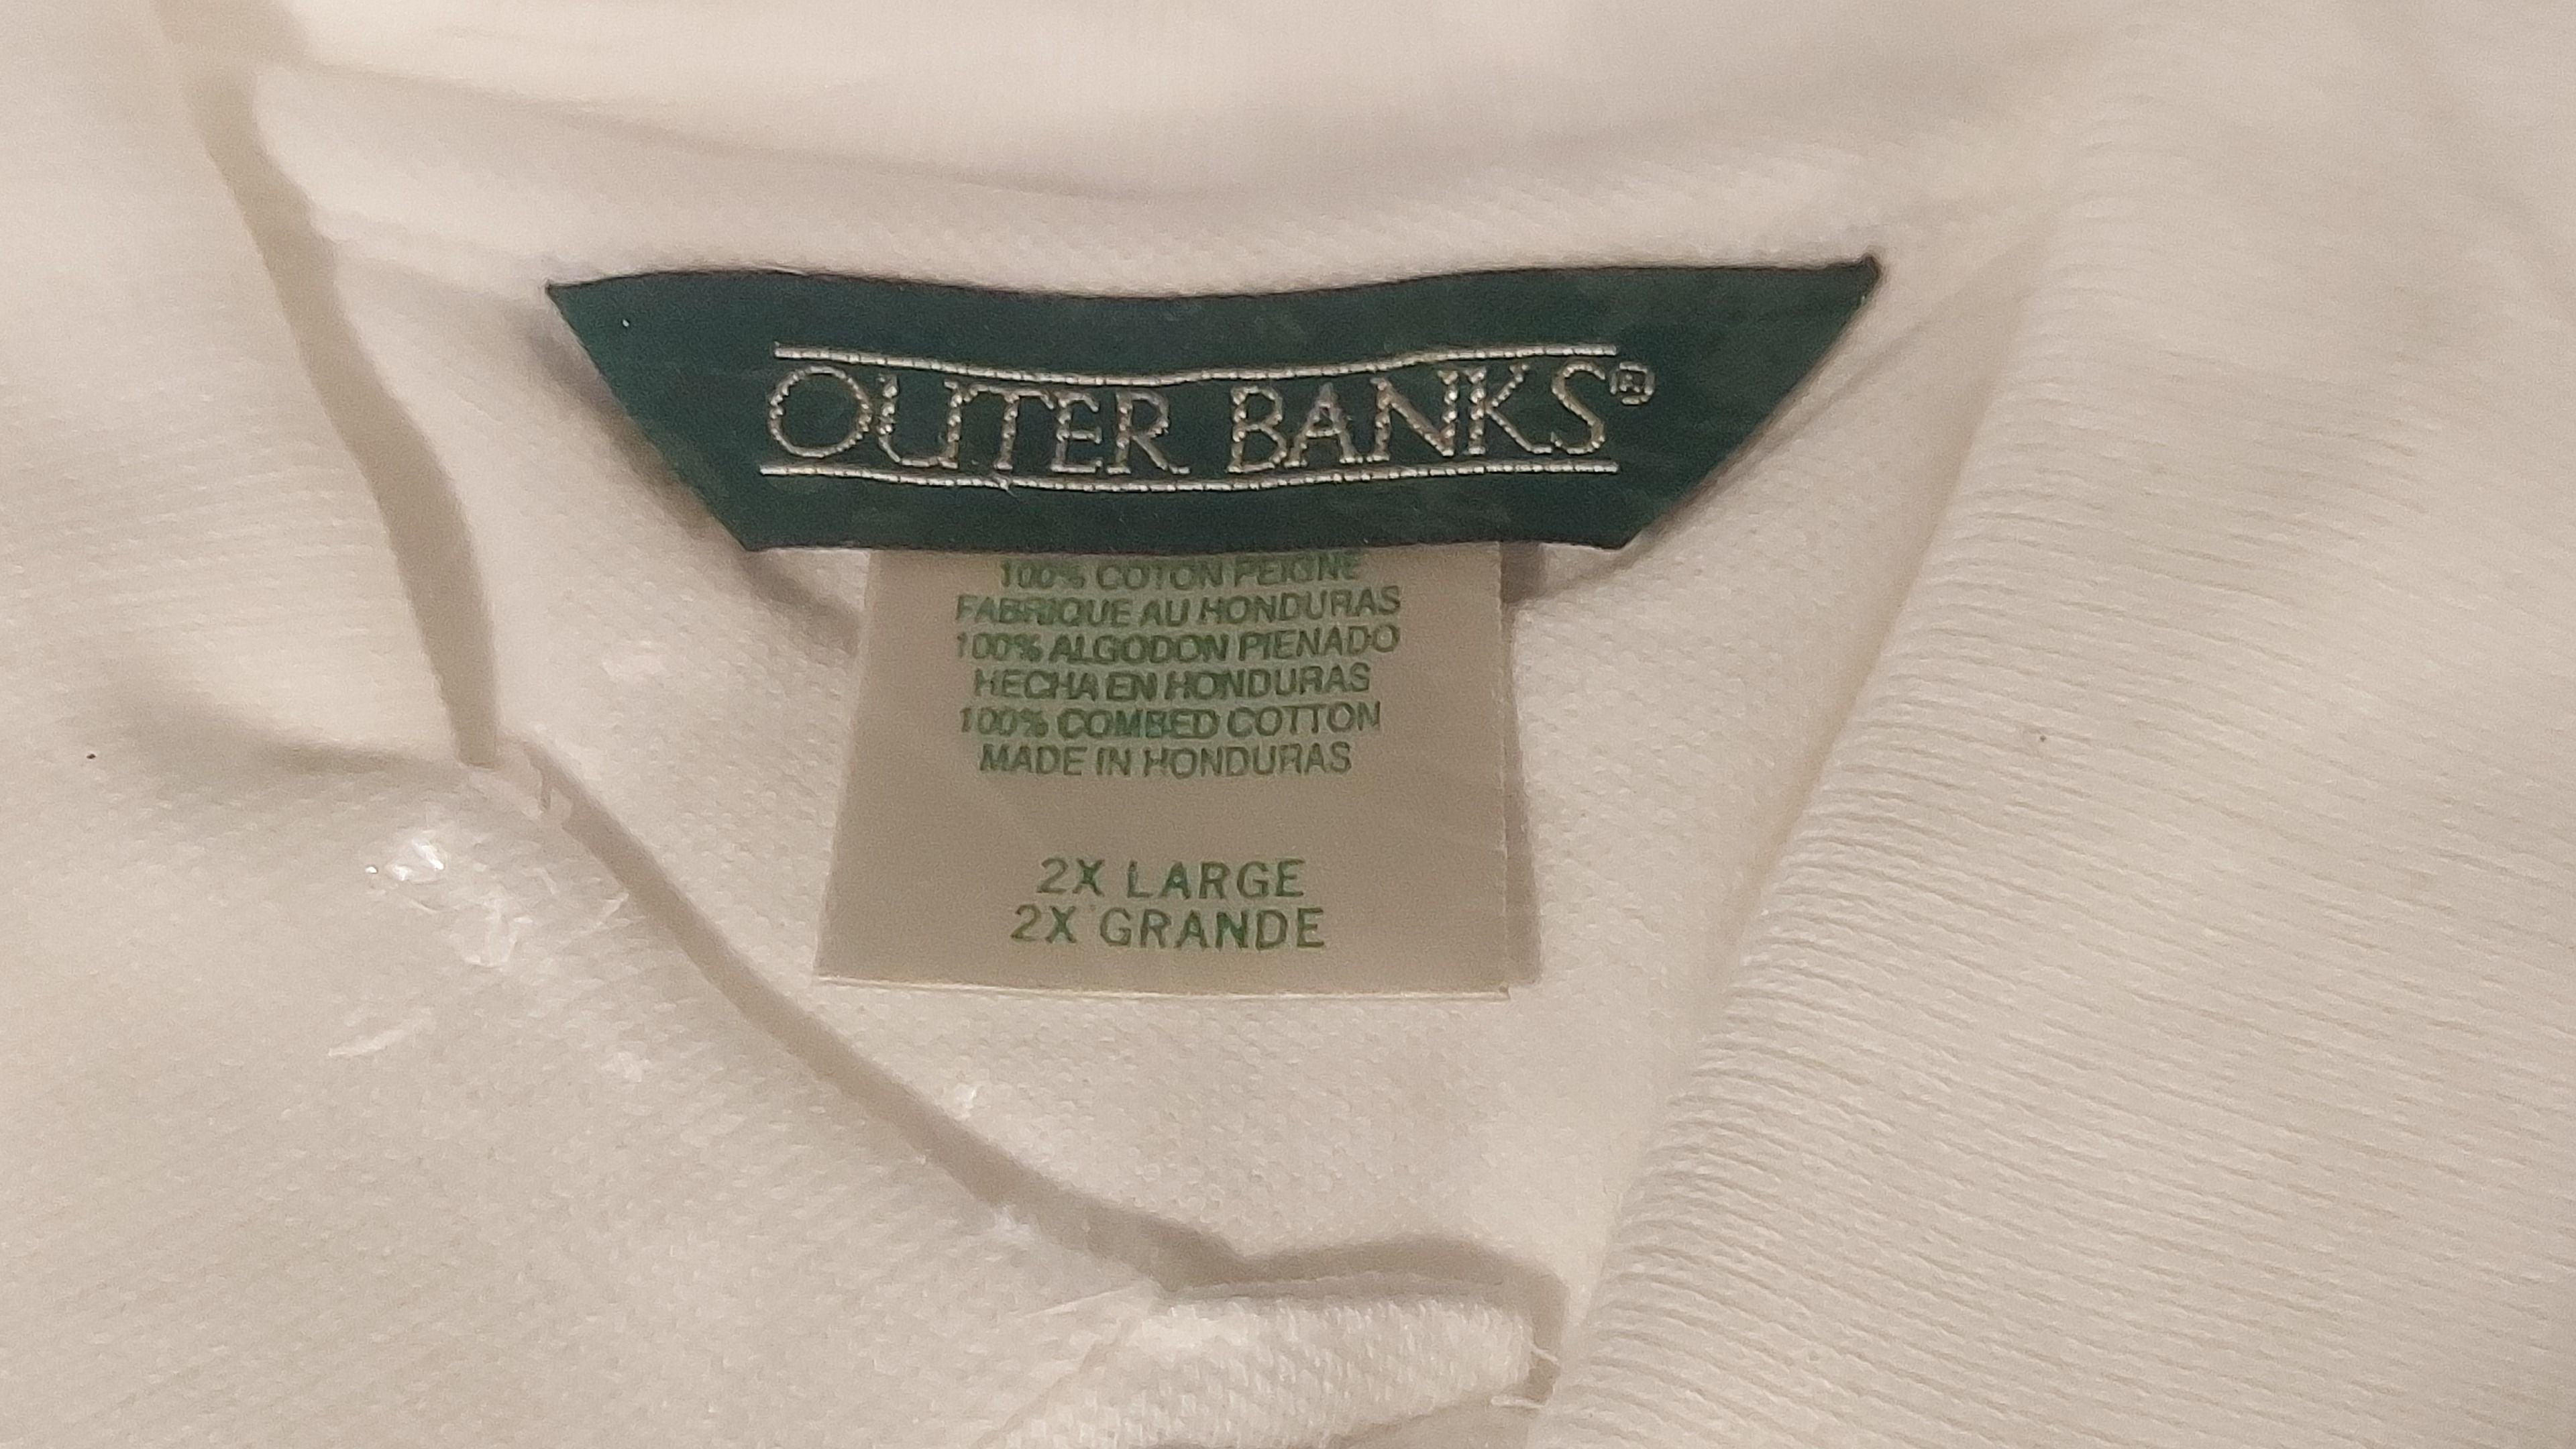 OUTER BANKS®
100% COTON PEIGNE
FABRIQUE AU HONDURAS
100% ALGODON PIENADO
HECHA EN HONDURAS
100% COMBED COTTON
MADE IN HONDURAS
2X LARGE
2X GRANDE